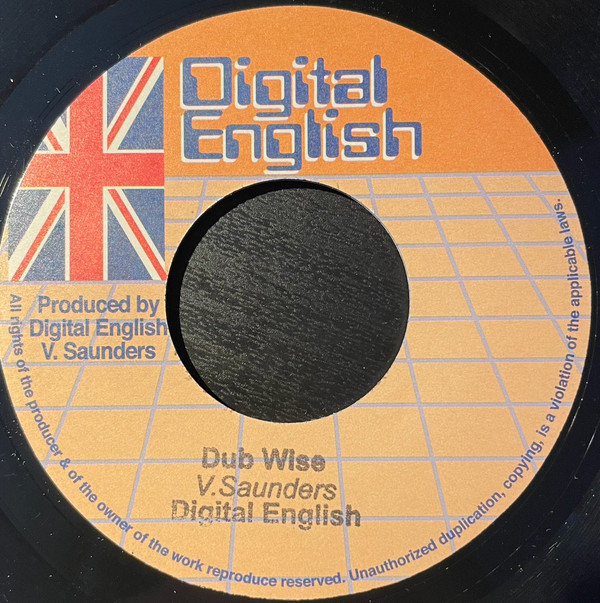 Digital
English
Produced by
Digital English
V. Saunders
Dub Wise
V.Saunders
Digital English
All rights of the producer & of the owner of the work reproduce reserved. Unauthorized duplication, copying, is a violation of the applicable laws.